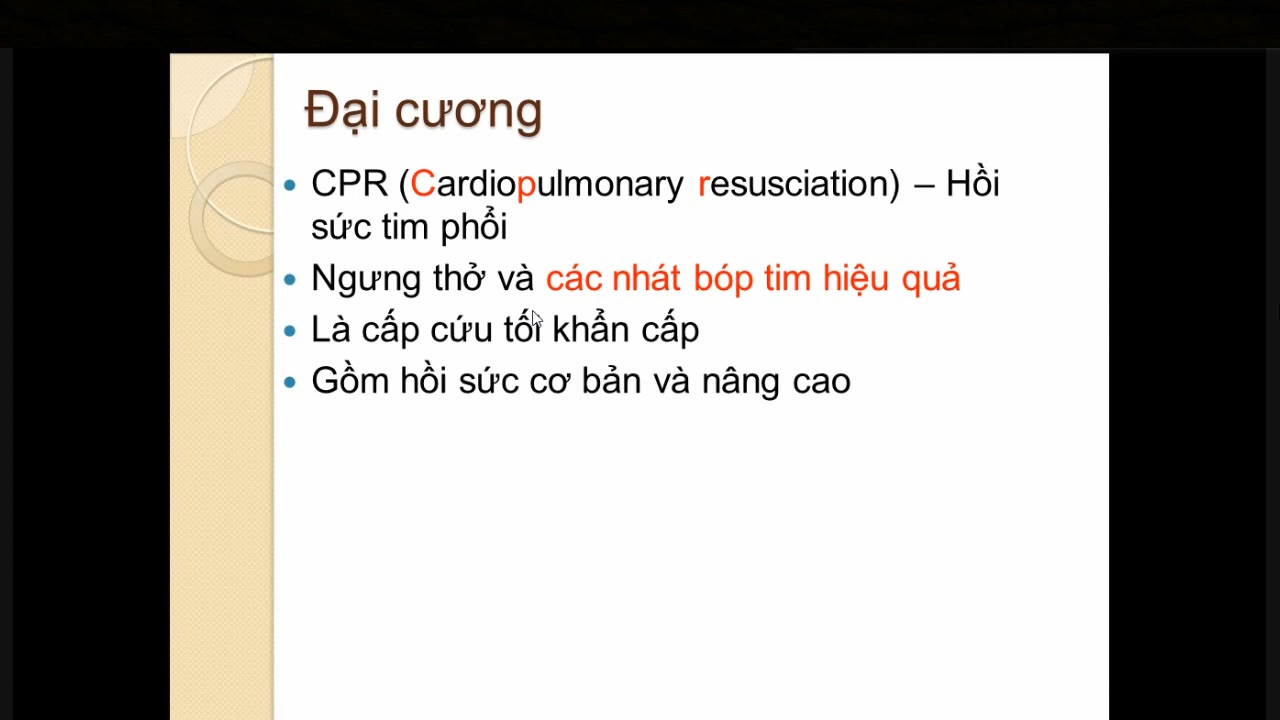 Đại cương
CPR (Cardiopulmonary resusciation) – Hồi
sức tim phổi
Ngưng thở và các nhát bóp tim hiệu quả
Là cấp cứu tối khẩn cấp
Gồm hồi sức cơ bản và nâng cao